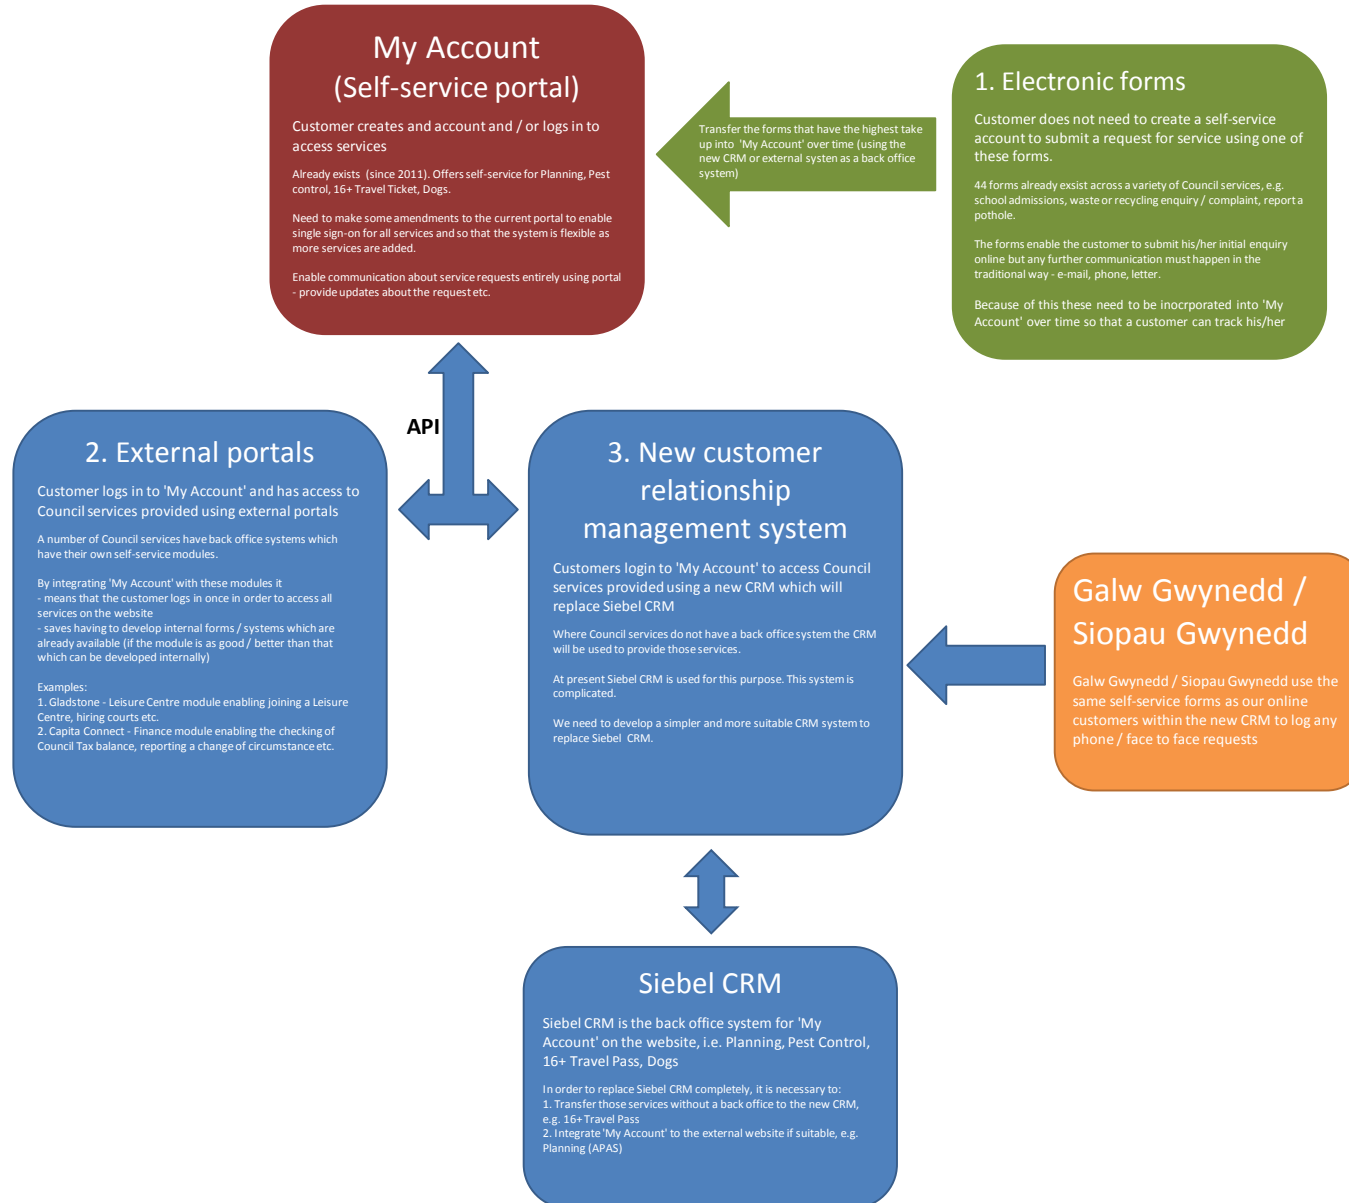 My Account
(Self-service portal)
Customer creates and account and / or logs in to
access services
Already exists (since 2011). Offers self-service for Planning, Pest
control, 16+ Travel Ticket, Dogs.
Need to make some amendments to the current portal to enable
single sign-on for all services and so that the system is flexible as
more services are added.
Enable communication about service requests entirely using portal
- provide updates about the request etc.
Transfer the forms that have the highest take
up into 'My Account' over time (using the
new CRM or external systen as a back office
system)
1. Electronic forms
Customer does not need to create a self-service
account to submit a request for service using one of
these forms.
44 forms already exsist across a variety of Council services, e.g.
school admissions, waste or recycling enquiry / complaint, report a
pothole.
The forms enable the customer to submit his/her initial enquiry
online but any further communication must happen in the
traditional way - e-mail, phone, letter.
Because of this these need to be inocrporated into 'My
Account' over time so that a customer can track his/her
API
2. External portals
Customer logs in to 'My Account' and has access to
Council services provided using external portals
A number of Council services have back office systems which
have their own self-service modules.
By integrating 'My Account' with these modules it
- means that the customer logs in once in order to access all
services on the website
- saves having to develop internal forms / systems which are
already available (if the module is as good / better than that
which can be developed internally)
Examples:
1. Gladstone - Leisure Centre module enabling joining a Leisure
Centre, hiring courts etc.
2. Capita Connect - Finance module enabling the checking of
Council Tax balance, reporting a change of circumstance etc.
3. New customer
relationship
management system
Customers login to 'My Account' to access Council
services provided using a new CRM which will
replace Siebel CRM
Where Council services do not have a back office system the CRM
will be used to provide those services.
At present Siebel CRM is used for this purpose. This system is
complicated.
We need to develop a simpler and more suitable CRM system to
replace Siebel CRM.
Galw Gwynedd /
Siopau Gwynedd
Galw Gwynedd / Siopau Gwynedd use the
same self-service forms as our online
customers within the new CRM to log any
phone / face to face requests
Siebel CRM
Siebel CRM is the back office system for 'My
Account' on the website, i.e. Planning, Pest Control,
16+ Travel Pass, Dogs
In order to replace Siebel CRM completely, it is necessary to:
1. Transfer those services without a back office to the new CRM,
e.g. 16+ Travel Pass
2. Integrate 'My Account' to the external website if suitable, e.g.
Planning (APAS)